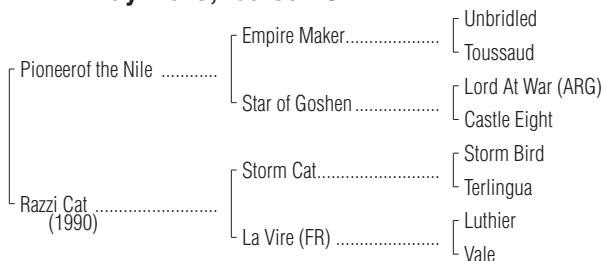 Unbridled
Empire Maker.....................
Toussaud
Pioneerof the Nile ............
Lord At War (ARG)
Star of Goshen...................
Castle Eight
Storm Bird
Storm Cat...........................
Terlingua
Razzi Cat ..........................
(1990)
Luthier
La Vire (FR) .......................
Vale